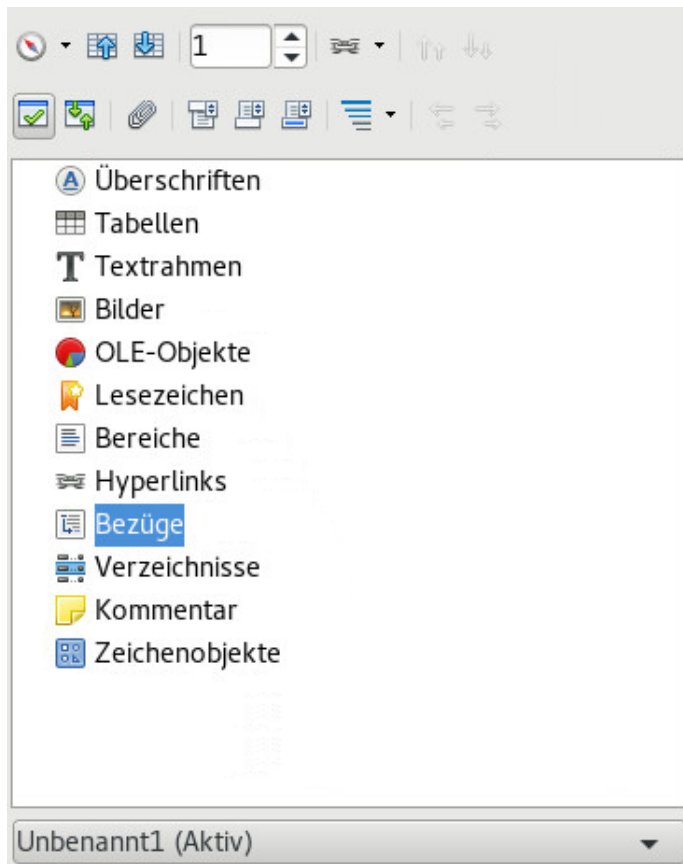 1
Überschriften
Tabellen
Textrahmen
Bilder
OLE-Objekte
Lesezeichen
Bereiche
Hyperlinks
Bezüge
Verzeichnisse
Kommentar
Zeichenobjekte
Unbenannt1 (Aktiv)